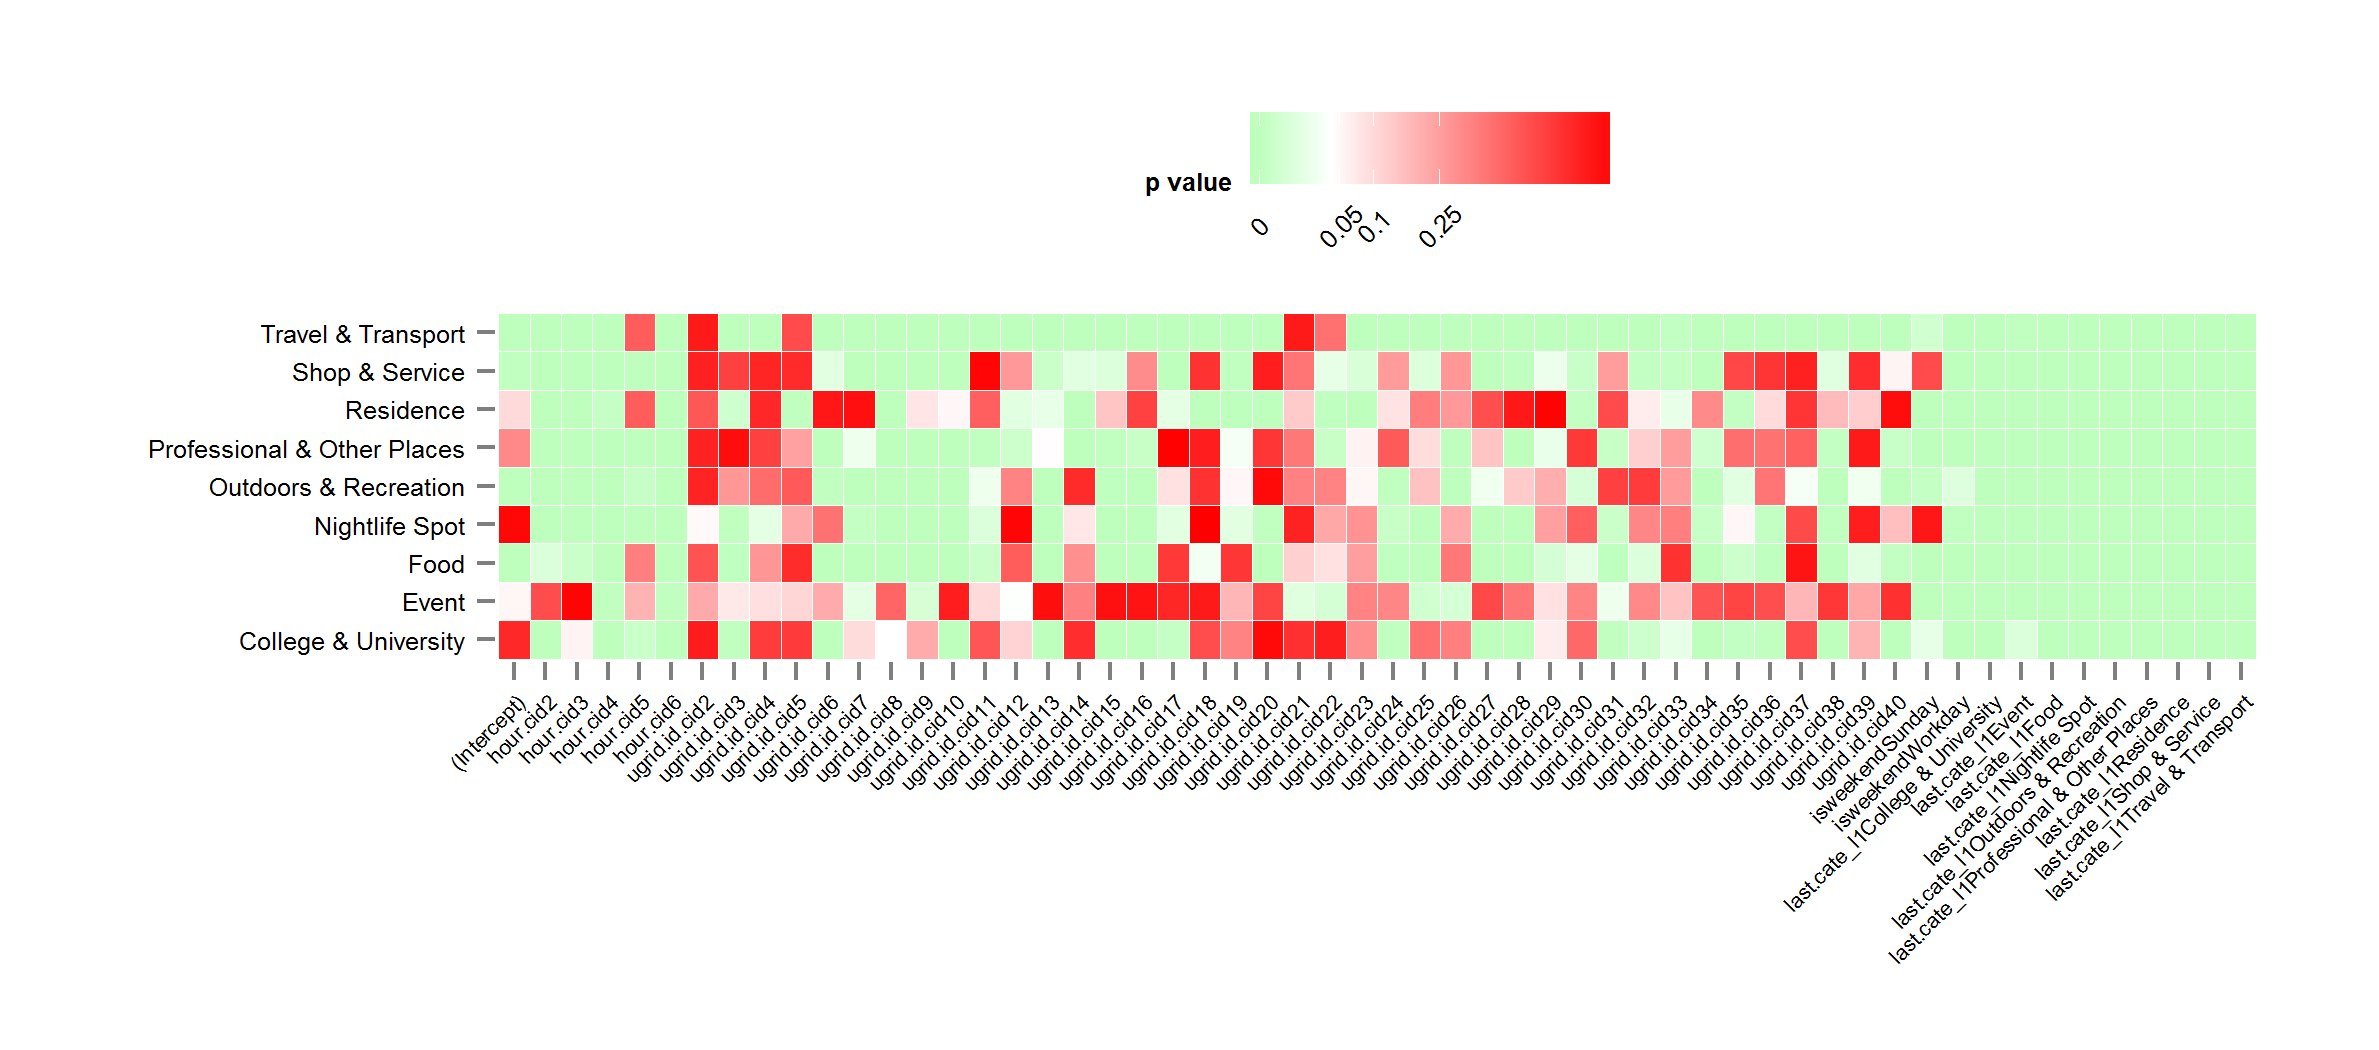 p value
0
0.05
0.1
0.25
Travel & Transport
Shop & Service
Residence
Professional & Other Places
Outdoors & Recreation
Nightlife Spot
Food
Event
College & University
(Intercept)
hour.cid2
hour.cid3
hour.cid4
hour.cid5
hour.cid6
ugrid.id.cid2
ugrid.id.cid3
ugrid.id.cid4
ugrid.id.cid5
ugrid.id.cid6
ugrid.id.cid7
ugrid.id.cid8
ugrid.id.cid9
ugrid.id.cid10
ugrid.id.cid11
ugrid.id.cid12
ugrid.id.cid13
ugrid.id.cid14
ugrid.id.cid15
ugrid.id.cid16
ugrid.id.cid17
ugrid.id.cid18
ugrid.id.cid19
ugrid.id.cid20
ugrid.id.cid21
ugrid.id.cid22
ugrid.id.cid23
ugrid.id.cid24
ugrid.id.cid25
ugrid.id.cid26
ugrid.id.cid27
ugrid.id.cid28
ugrid.id.cid29
ugrid.id.cid30
ugrid.id.cid31
ugrid.id.cid32
ugrid.id.cid33
ugrid.id.cid34
ugrid.id.cid35
ugrid.id.cid36
ugrid.id.cid37
ugrid.id.cid38
ugrid.id.cid39
ugrid.id.cid40
isweekendSunday
isweekendWorkday
last.cate_l1College & University
last.cate_l1Event
last.cate_l1Food
last.cate_l1Nightlife Spot
last.cate_l1Outdoors & Recreation
last.cate_l1Professional & Other Places
last.cate_l1Residence
last.cate_l1Shop & Service
last.cate_l1Travel & Transport